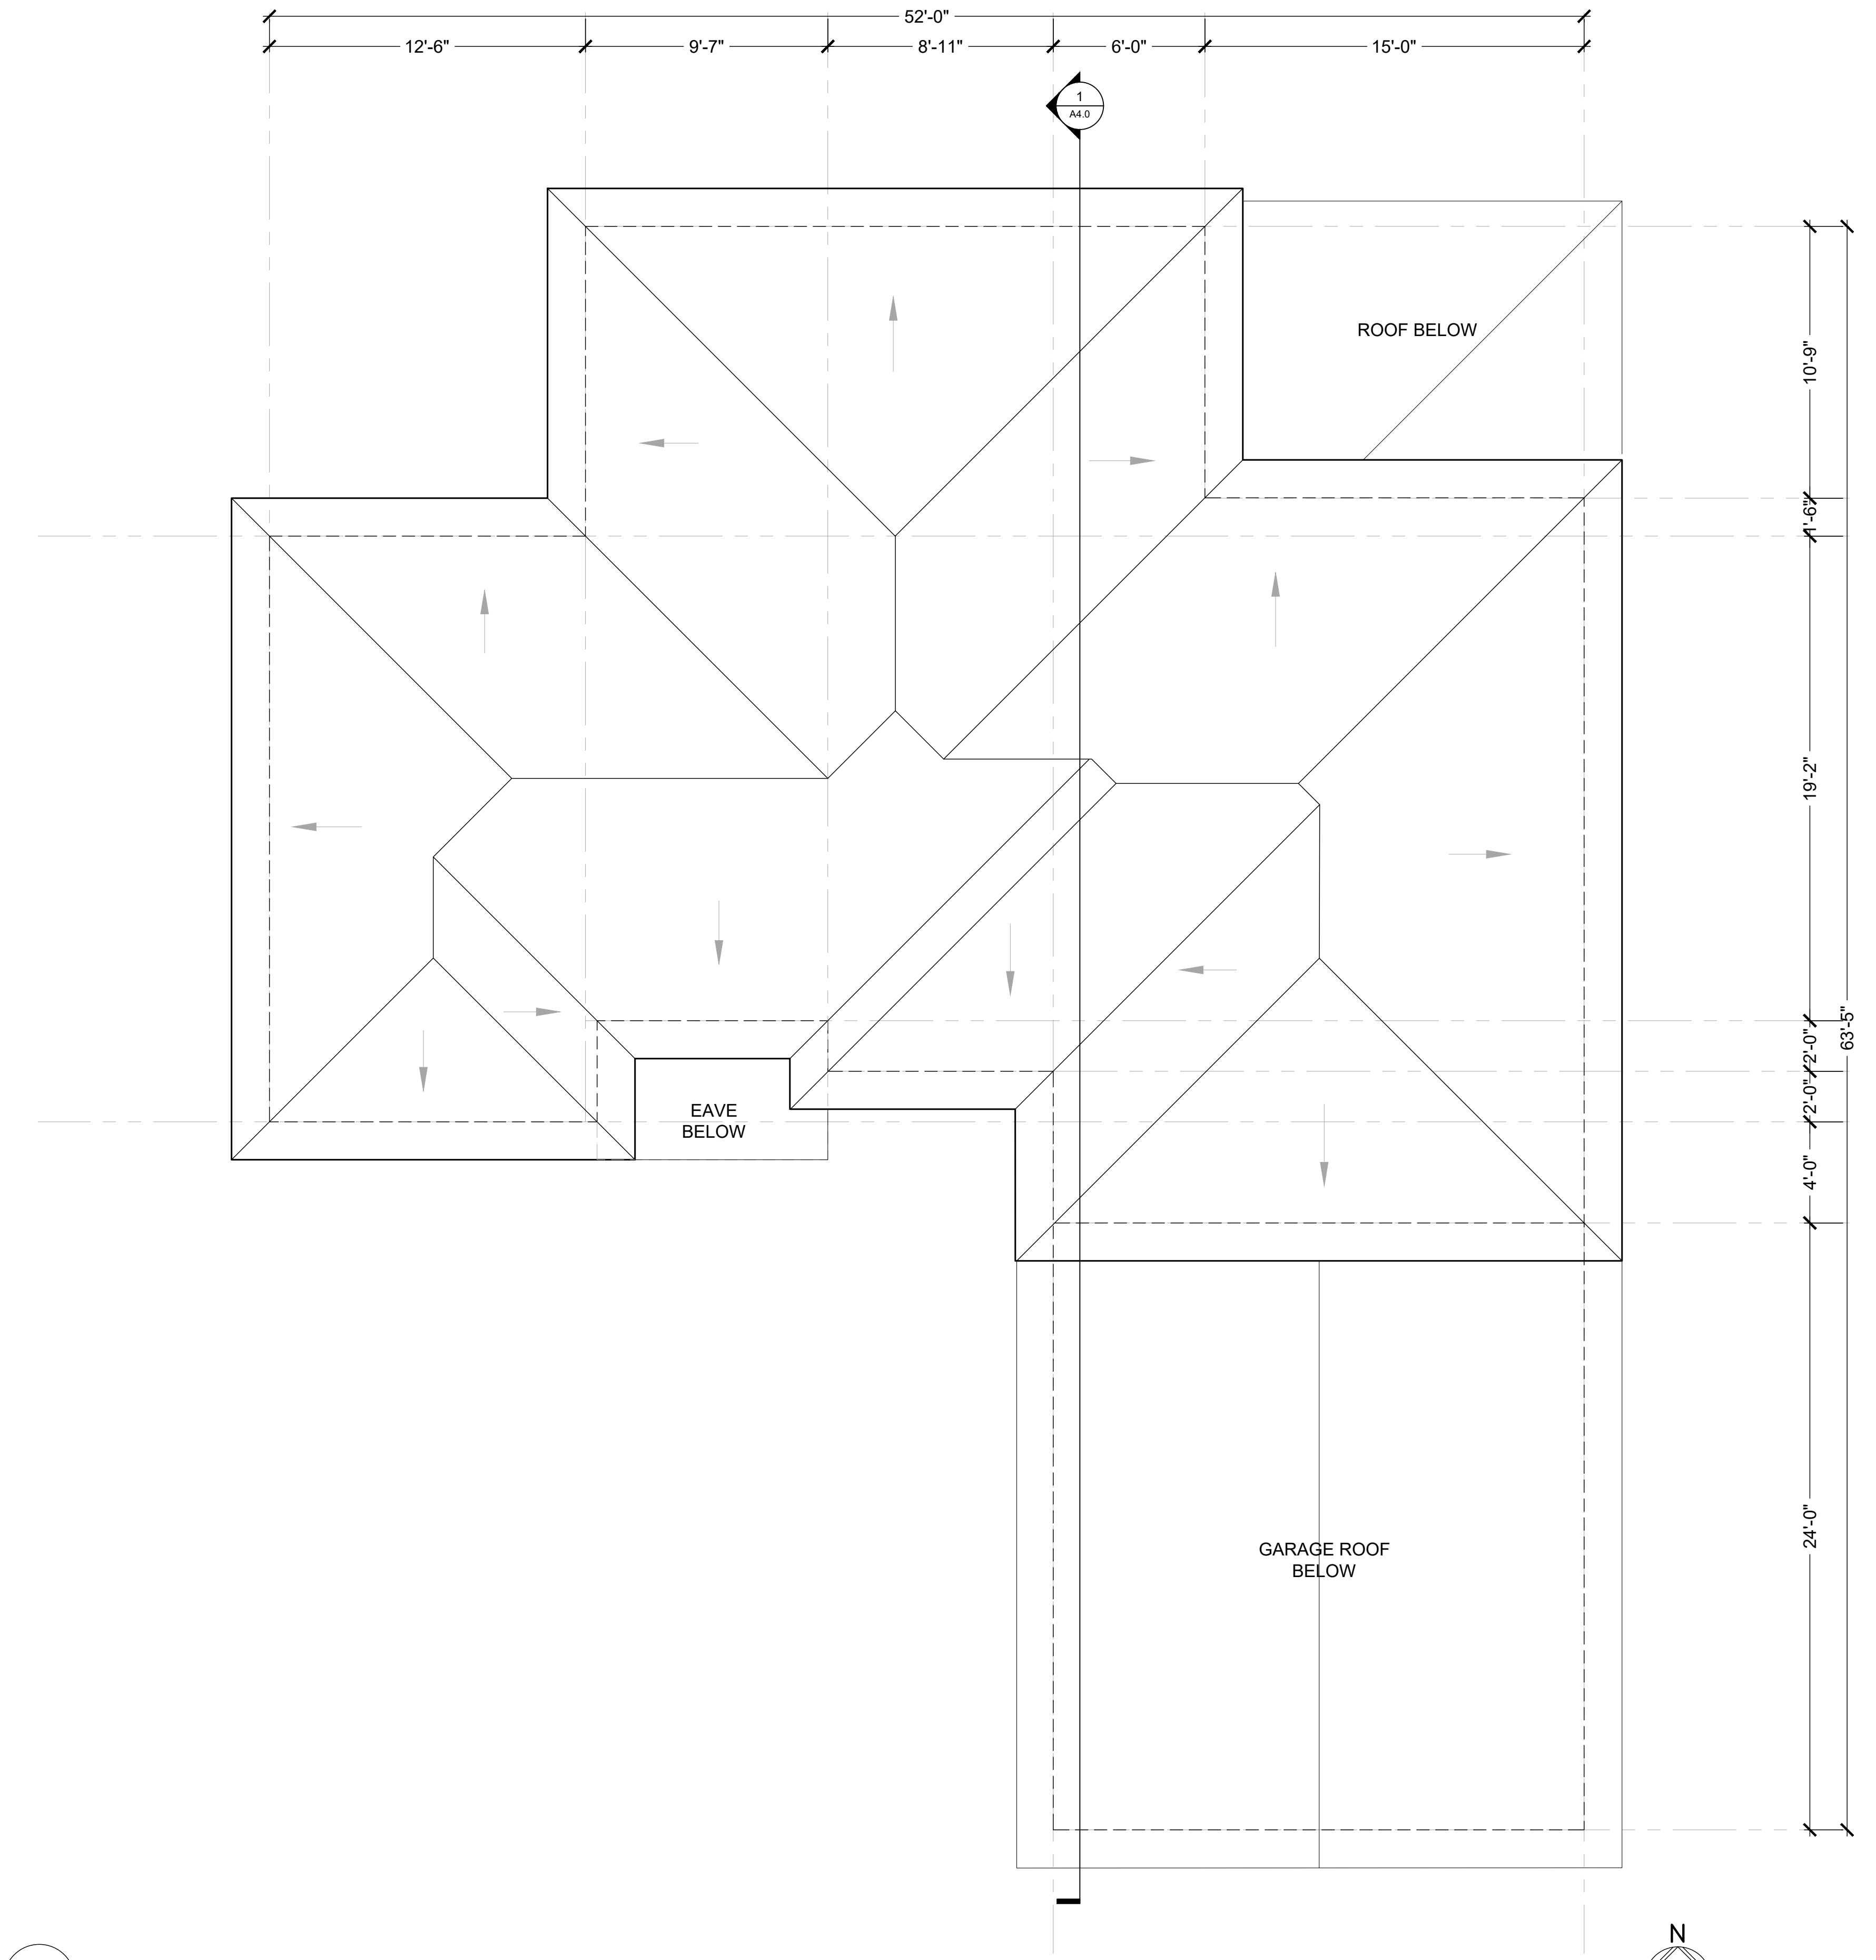 52'-0"
12'-6"
9'-7"
8'-11"
6'-0"
15'-0"
1
A4.0
ROOF BELOW
10'-9"
1'-6"
19'-2"
63'-5"
2'-0"
2'-0"
EAVE
BELOW
4'-0"
GARAGE ROOF
BELOW
24'-0"
N